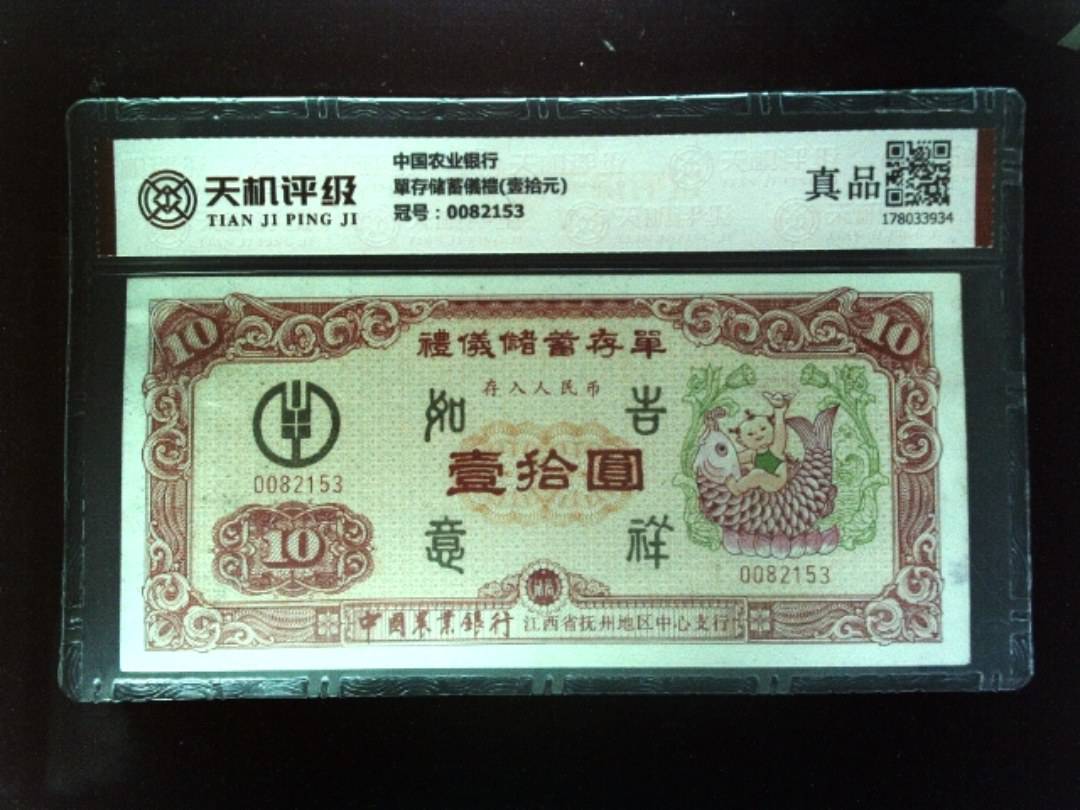 天机评级
TIAN JI PING JI
中国农业银行
單存储蓄儀禮(壹拾元)
冠号：0082153
真品
178033934
10
10
禮儀儲蓄存單
存入人民币
如意
吉祥
壹拾圓
0082153
10
0082153
中國農業銀行 江西省抚州地区中心支行